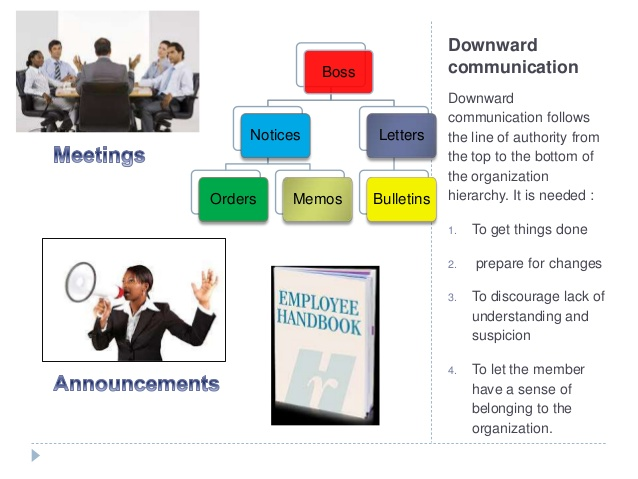 Meetings
Boss
Notices
Letters
Orders
Memos
Bulletins
Announcements
EMPLOYEE
HANDBOOK
hr
Downward
communication
Downward
communication follows
the line of authority from
the top to the bottom of
the organization
hierarchy. It is needed :
1. To get things done
2. prepare for changes
3. To discourage lack of
understanding and
suspicion
4. To let the member
have a sense of
belonging to the
organization.